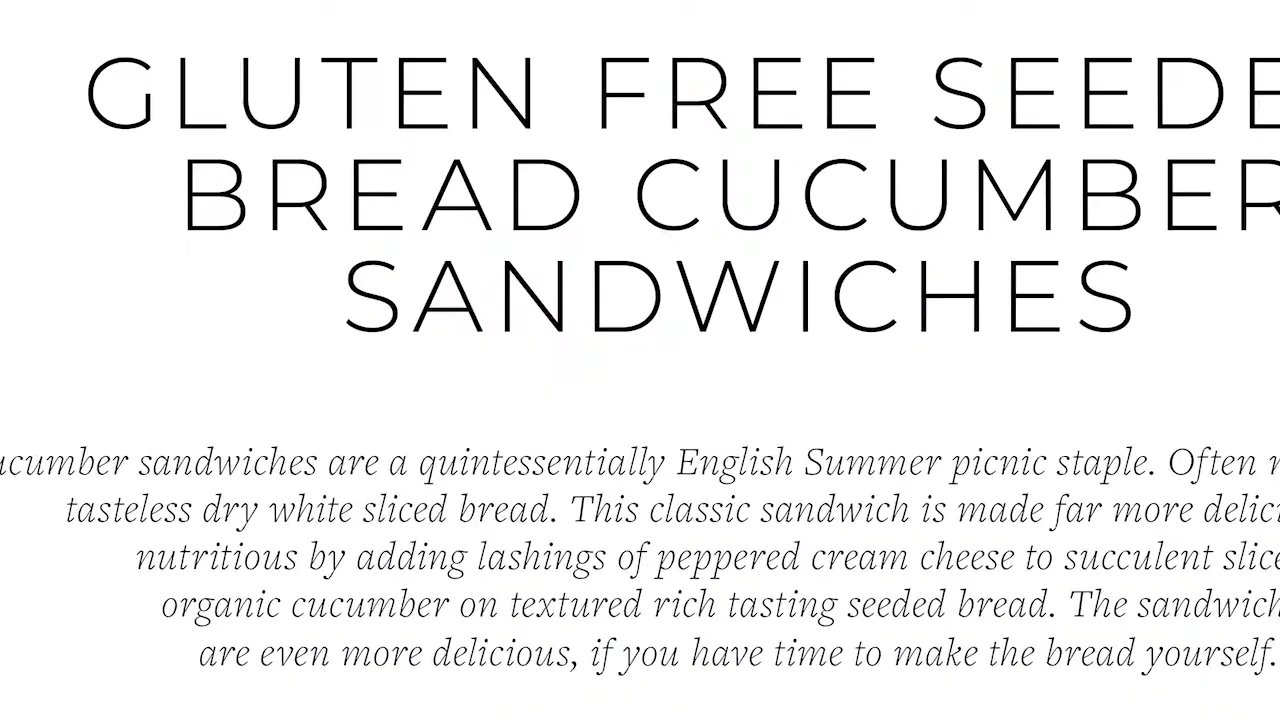 GLUTEN FREE SEEDE
BREAD CUCUMBER
SANDWICHES
ucumber sandwiches are a quintessentially English Summer picnic staple. Often
tasteless dry white sliced bread. This classic sandwich is made far more delici
nutritious by adding lashings of peppered cream cheese to succulent slice
organic cucumber on textured rich tasting seeded bread. The sandwich
are even more delicious, if you have time to make the bread yourself.